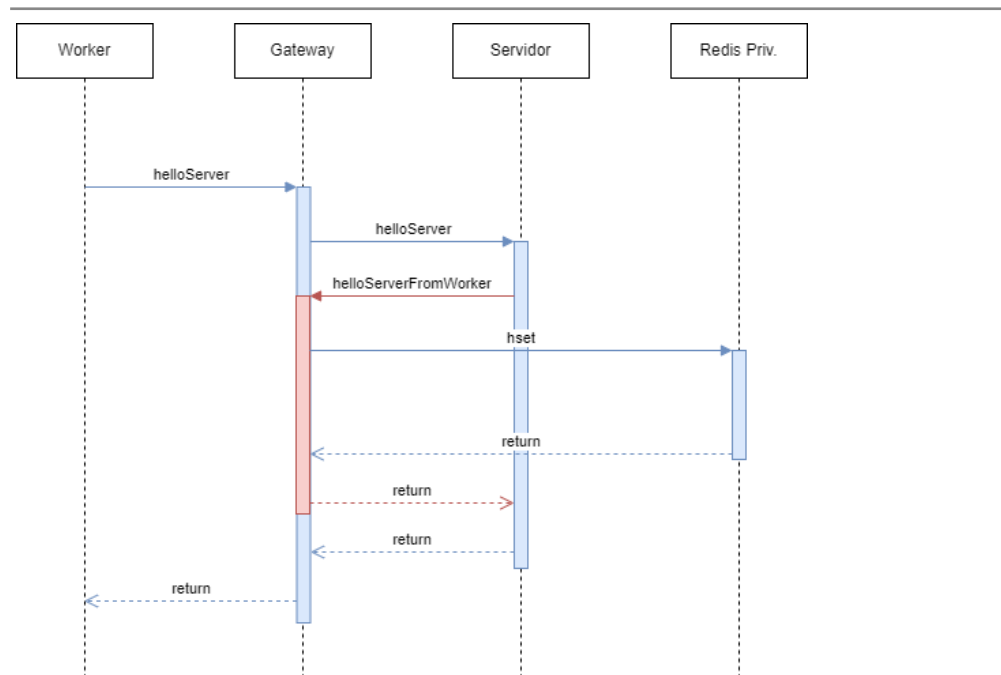 Worker
Gateway
Servidor
Redis Priv.
helloServer
helloServer
helloServerFromWorker
hset
return
return
return
return